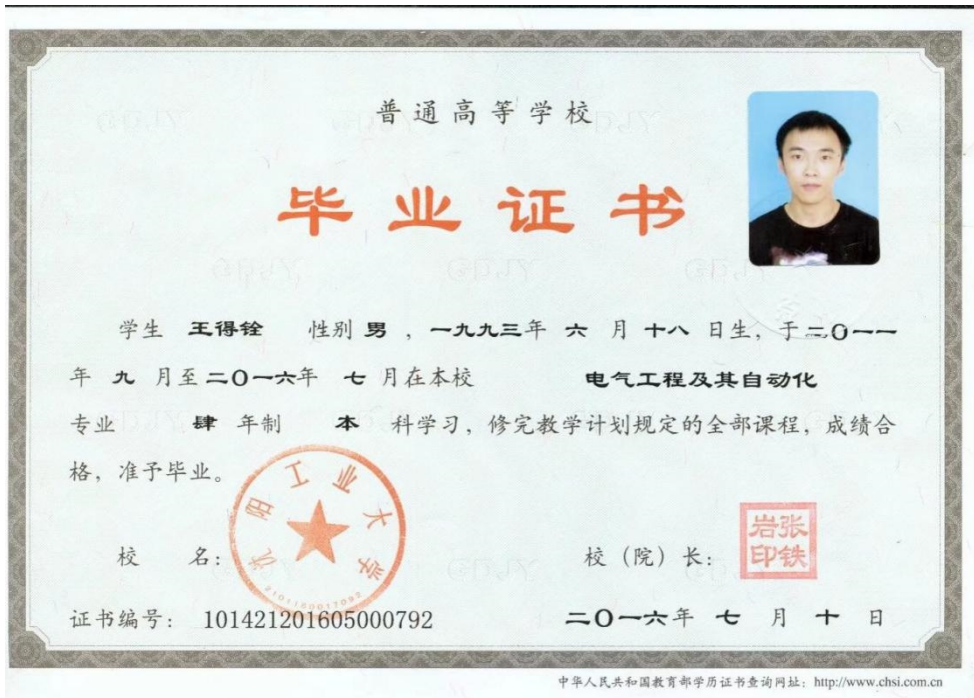 普通高等学校
毕业证书
学生 王得铨 性别 男 ，一九九三年 六 月 十八 日生，于二〇一一
年 九 月至二〇一六年 七 月在本校 电气工程及其自动化
专业 肆 年制 本 科学习，修完教学计划规定的全部课程，成绩合
格，准予毕业。
沈阳工业大学
2101150017092
校 名：
校（院）长：
张铁岩印
证书编号： 101421201605000792
二〇一六年 七 月 十 日
中华人民共和国教育部学历证书查询网址：http://www.chsi.com.cn